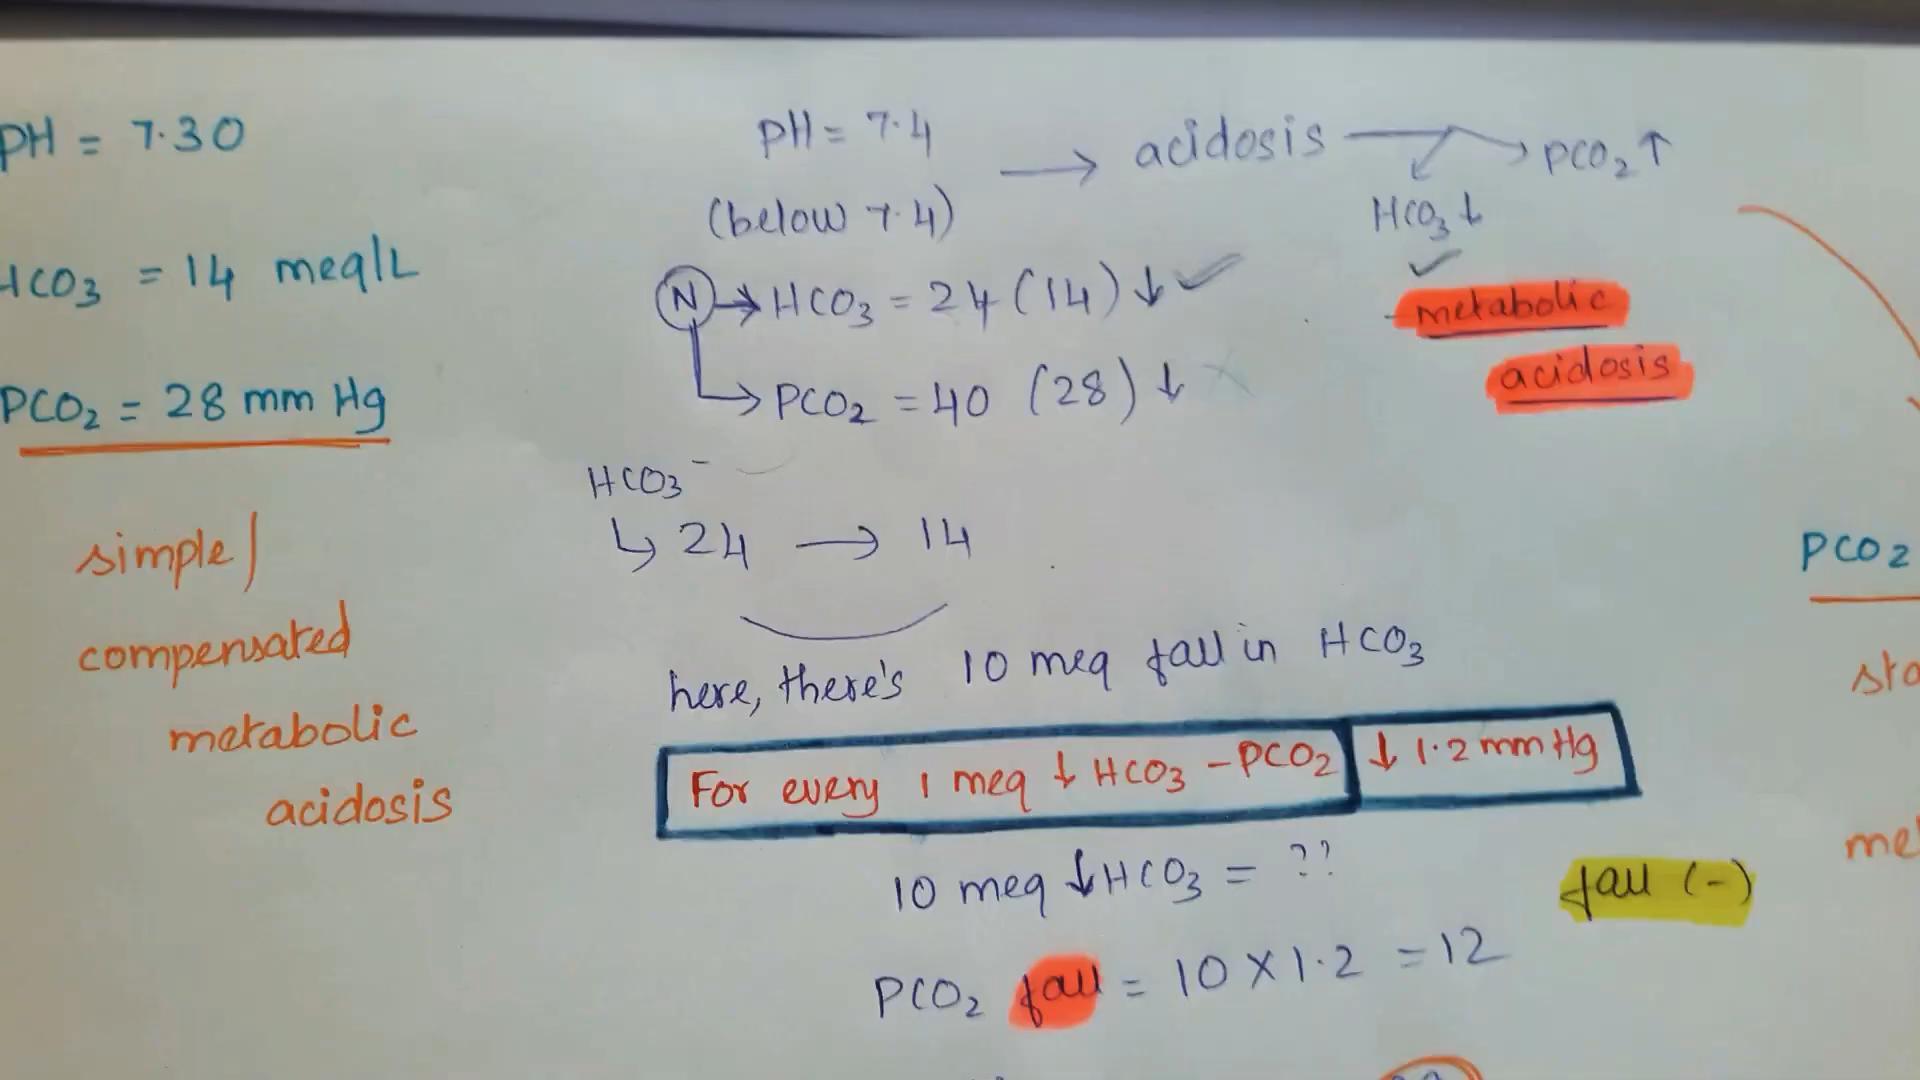 PH = 7.30
HCO3 = 14 meq/L
PCO2 = 28 mm Hg
simple/
compensated
metabolic
acidosis
pH = 7.4
(below 7.4)
→ acidosis
PCO2 ↑
HCO3 ↓
✓
metabolic
acidosis
N → HCO3 = 24 (14) ↓ ✓
→ PCO2 = 40 (28) ↓ ×
HCO3⁻
↳ 24 → 14
here, there's 10 meq fall in HCO3
For every 1 meq ↓ HCO3 - PCO2 ↓ 1.2 mm Hg
10 meq ↓ HCO3 = ??
fall (-)
PCO2 fall = 10 X 1.2 = 12
PCO2